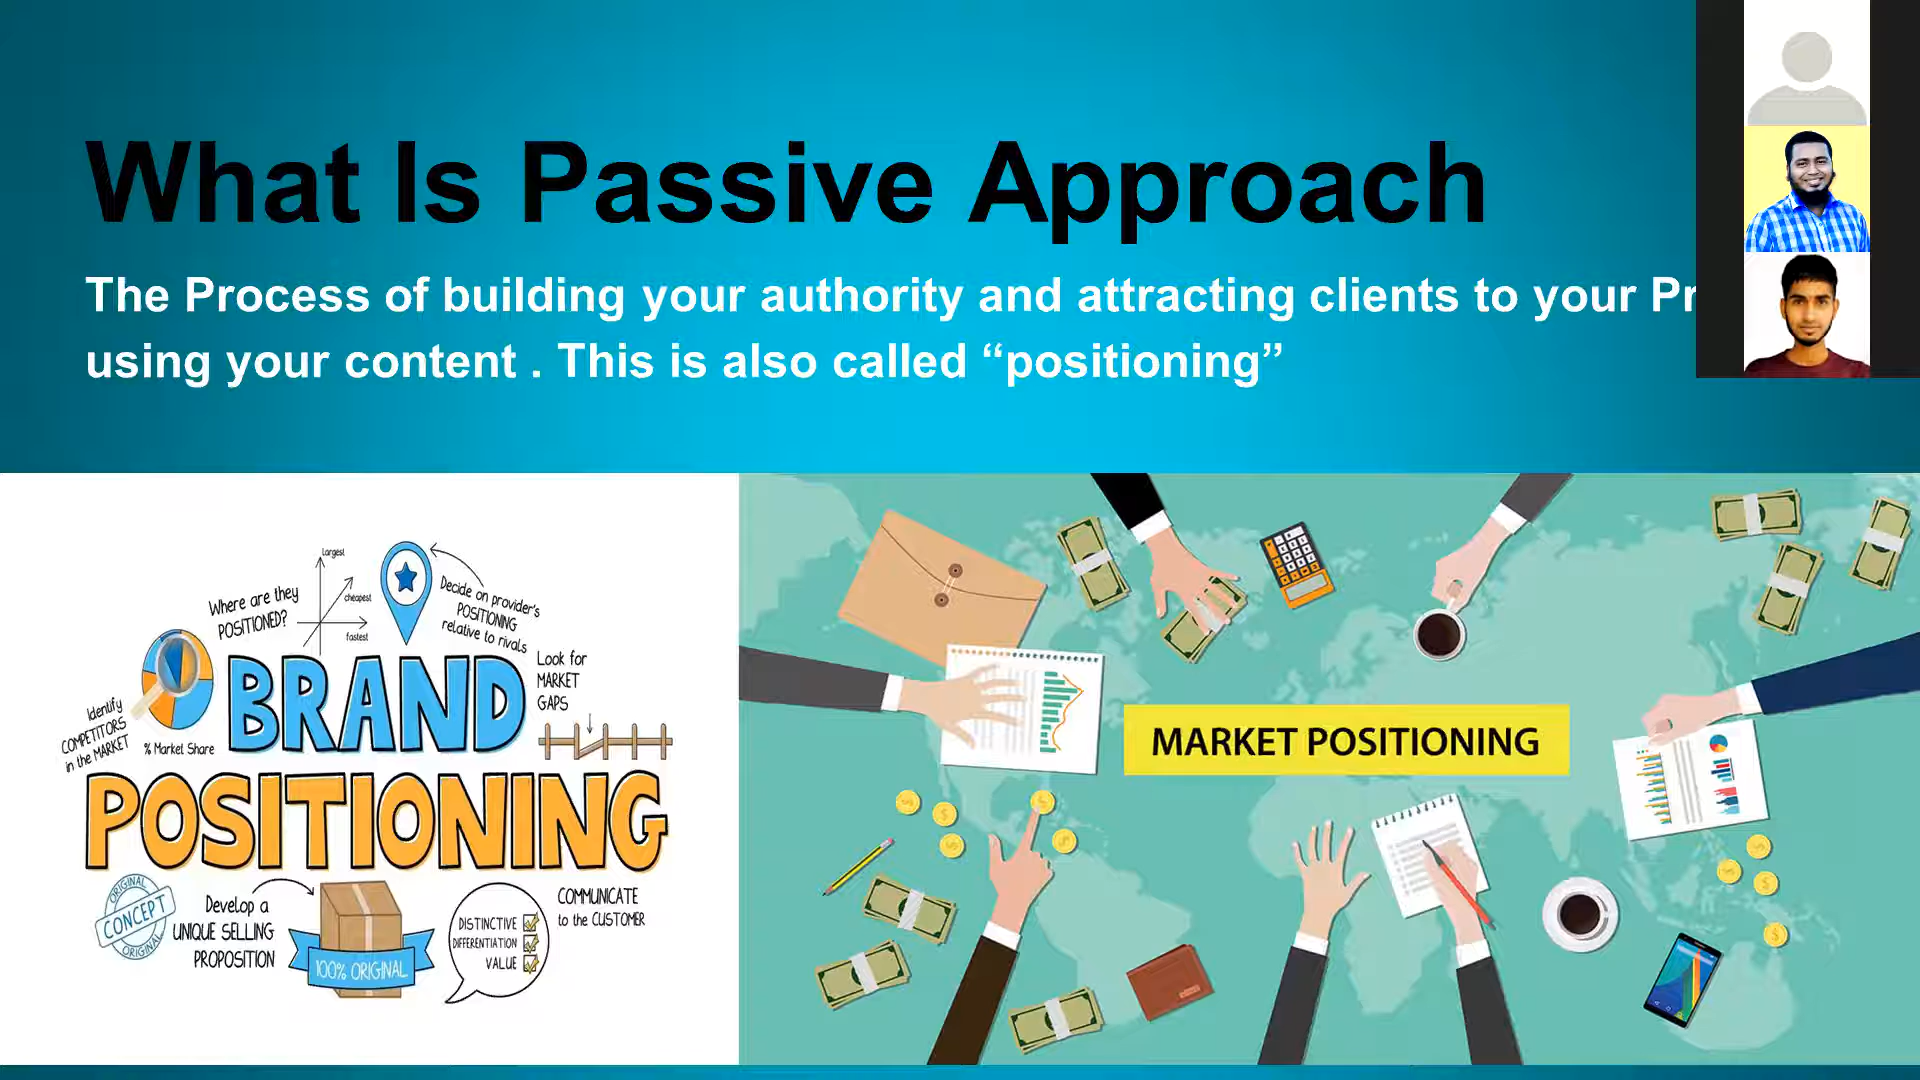 What Is Passive Approach
The Process of building your authority and attracting clients to your
using your content . This is also called “positioning”
largest
cheapest
fastest
Where are they
POSITIONED?
Decide on provider's
POSITIONING
relative to rivals
Look for
MARKET
GAPS
Identify
COMPETITORS
in the MARKET
% Market Share
BRAND
POSITIONING
ORIGINAL
CONCEPT
ORIGINAL
Develop a
UNIQUE SELLING
PROPOSITION
100% ORIGINAL
DISTINCTIVE
DIFFERENTIATION
VALUE
COMMUNICATE
to the CUSTOMER
MARKET POSITIONING